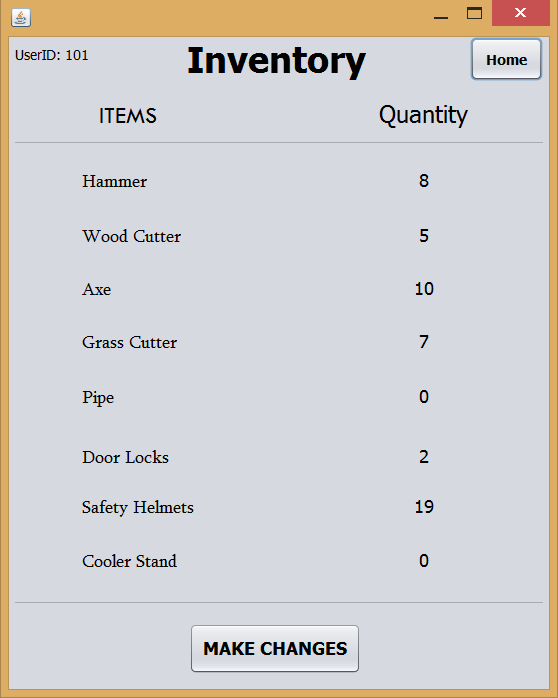 UserID: 101
Inventory
Home
ITEMS Quantity
Hammer 8
Wood Cutter 5
Axe 10
Grass Cutter 7
Pipe 0
Door Locks 2
Safety Helmets 19
Cooler Stand 0
MAKE CHANGES